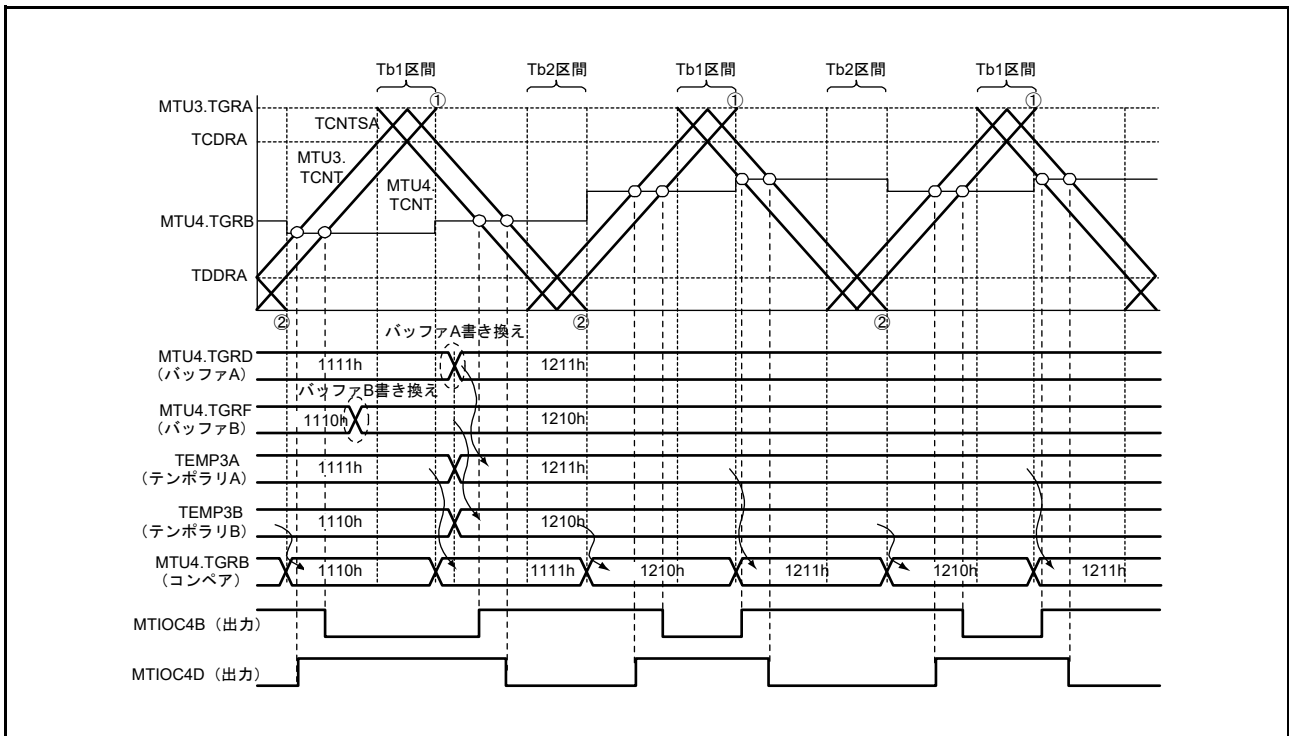 Tb1区間 Tb2区間 Tb1区間 Tb2区間 Tb1区間
MTU3.TGRA ① ① ①
TCNTSA
TCDRA
MTU3.
TCNT
MTU4.
TCNT
MTU4.TGRB
TDDRA
② ② ②
バッファA書き換え
MTU4.TGRD
（バッファA）
1111h 1211h
バッファB書き換え
MTU4.TGRF
（バッファB）
1110h 1210h
TEMP3A
（テンポラリA）
1111h 1211h
TEMP3B
（テンポラリB）
1110h 1210h
MTU4.TGRB
（コンペア）
1110h 1111h 1210h 1211h 1210h 1211h
MTIOC4B（出力）
MTIOC4D（出力）